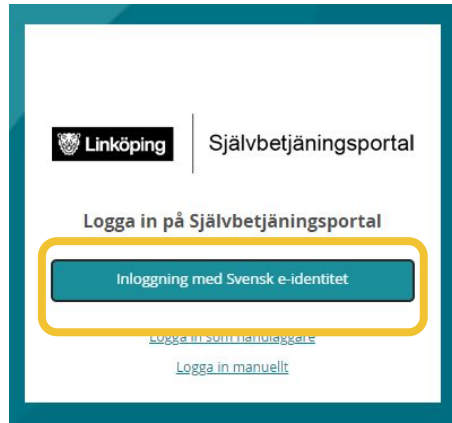 Linköping
Självbetjäningsportal
Logga in på Självbetjäningsportal
Inloggning med Svensk e-identitet
Logga in som handläggare
Logga in manuellt